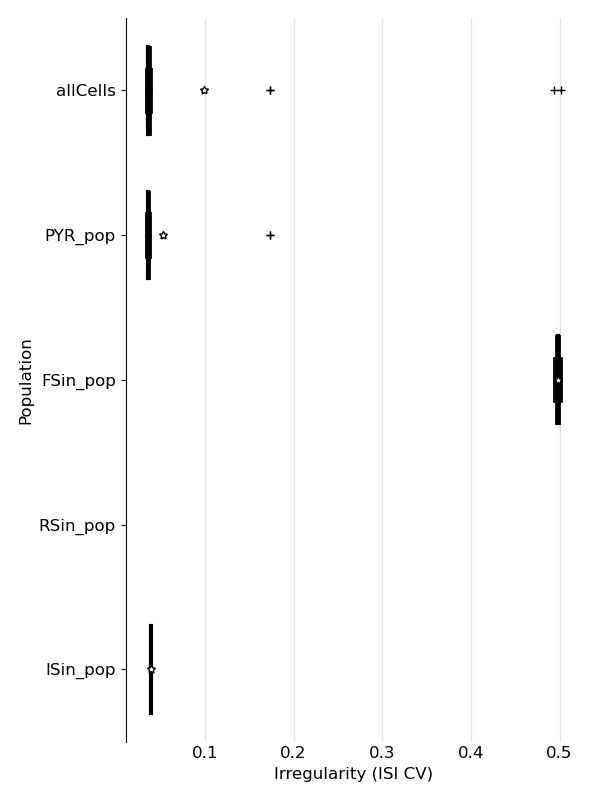 allCells
PYR_pop
FSin_pop
RSin_pop
ISin_pop
Population
0.1 0.2 0.3 0.4 0.5
Irregularity (ISI CV)